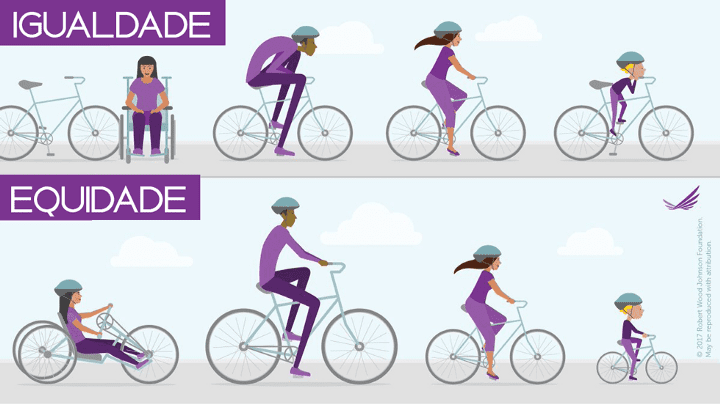 IGUALDADE
EQUIDADE
© 2017 Robert Wood Johnson Foundation.
May be reproduced with attribution.